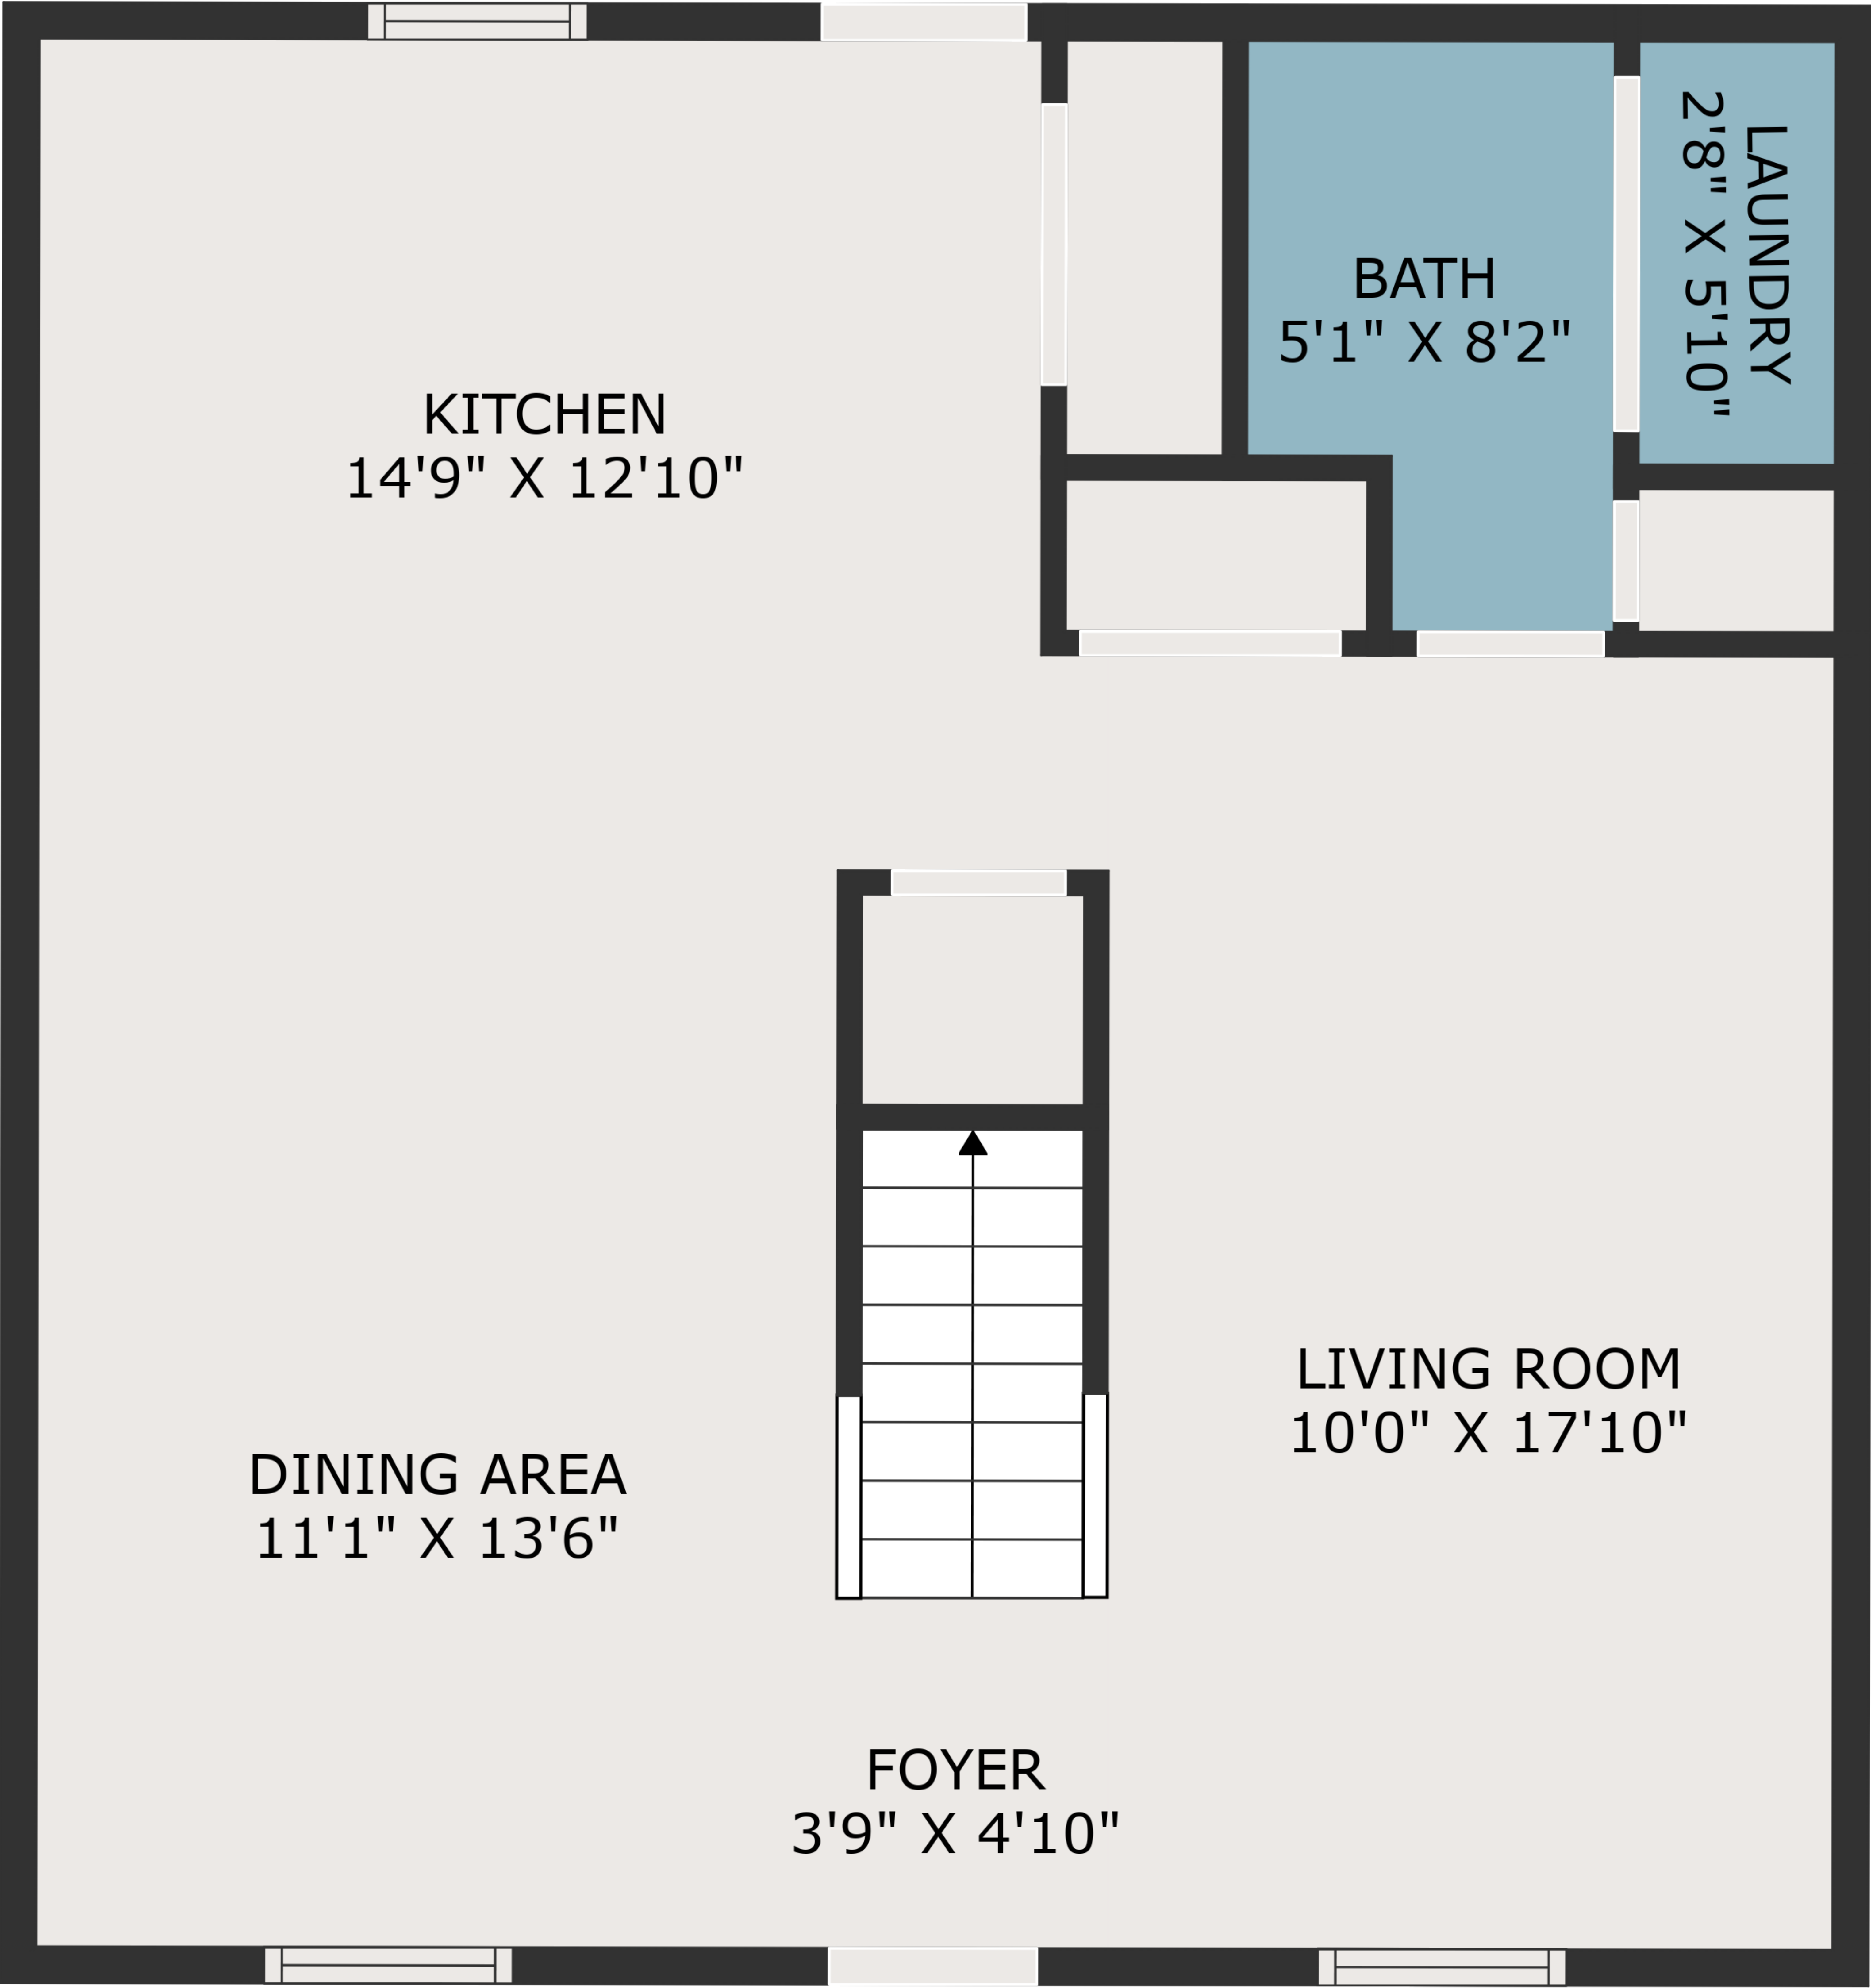 LAUNDRY
2'8" X 5'10"
BATH
5'1" X 8'2"
KITCHEN
14'9" X 12'10"
LIVING ROOM
10'0" X 17'10"
DINING AREA
11'1" X 13'6"
FOYER
3'9" X 4'10"